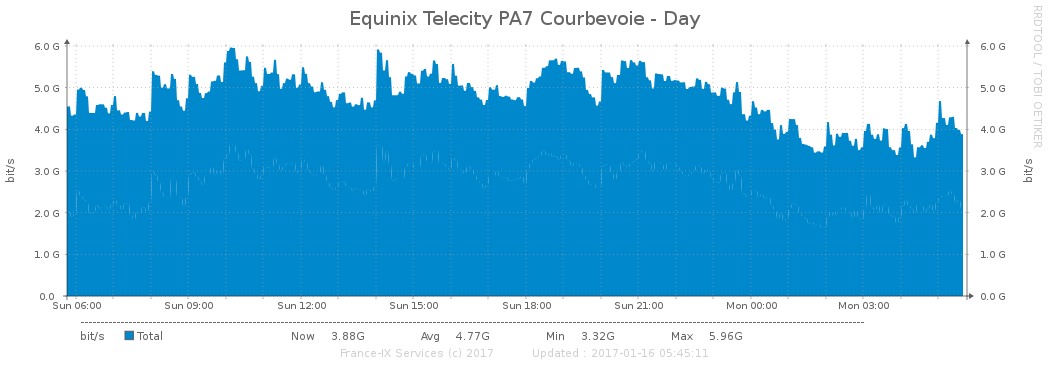 Equinix Telecity PA7 Courbevoie - Day
RRDTOOL / TOBI OETIKER
bit/s
6.0 G
5.0 G
4.0 G
3.0 G
2.0 G
1.0 G
0.0
6.0 G
5.0 G
4.0 G
3.0 G
2.0 G
1.0 G
0.0 G
bit/s
Sun 06:00 Sun 09:00 Sun 12:00 Sun 15:00 Sun 18:00 Sun 21:00 Mon 00:00 Mon 03:00
bit/s Total Now 3.88G Avg 4.77G Min 3.32G Max 5.96G
France-IX Services (c) 2017 Updated : 2017-01-16 05:45:11